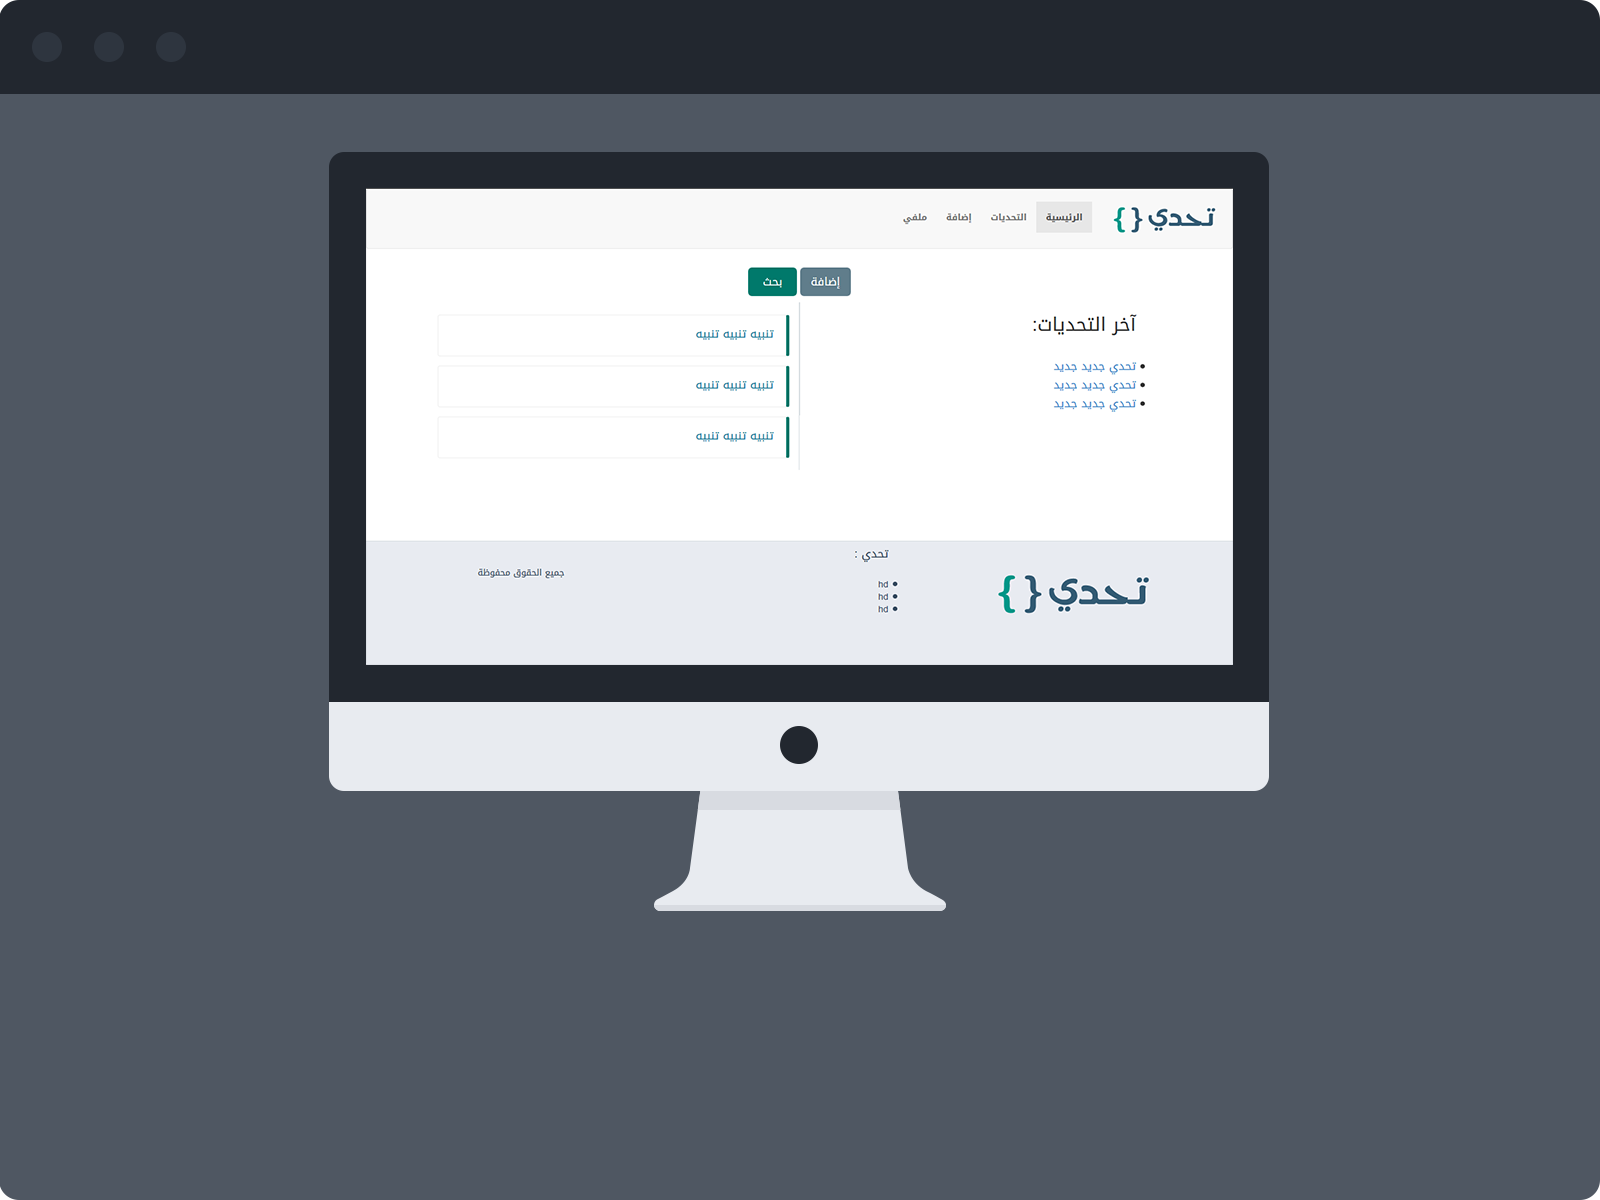 تحدي { }
الرئيسية
التحديات
إضافة
ملفي
إضافة
بحث
آخر التحديات:
تحدي جديد جديد
تحدي جديد جديد
تحدي جديد جديد
تنبيه تنبيه تنبيه
تنبيه تنبيه تنبيه
تنبيه تنبيه تنبيه
تحدي { }
تحدي :
hd
hd
hd
جميع الحقوق محفوظة